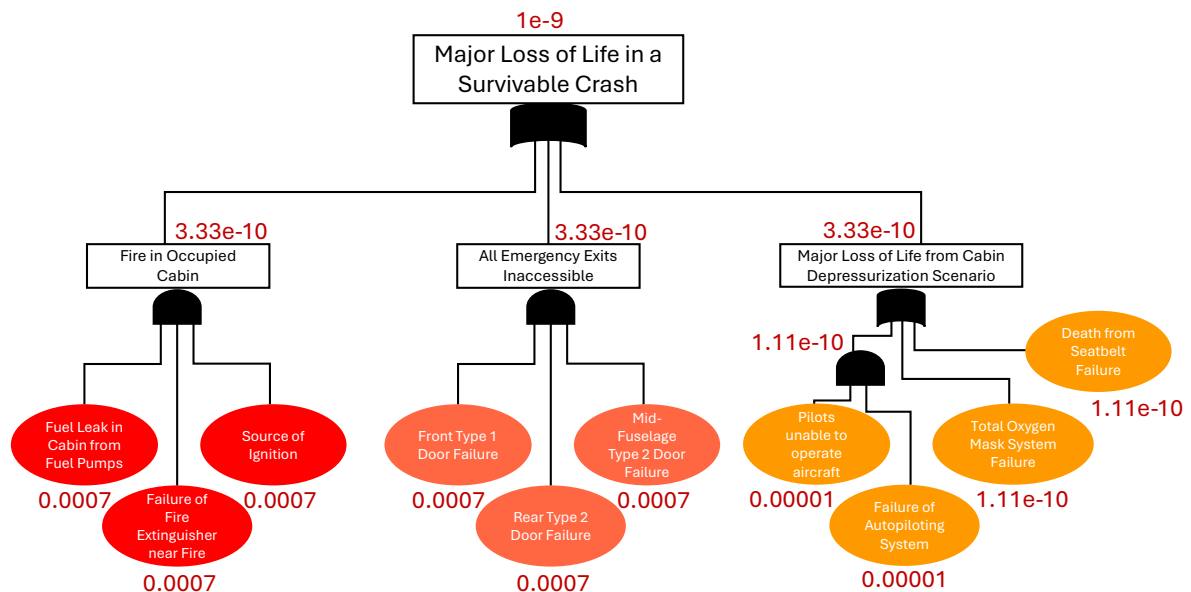 1e-9
Major Loss of Life in a
Survivable Crash
3.33e-10
Fire in Occupied
Cabin
3.33e-10
All Emergency Exits
Inaccessible
3.33e-10
Major Loss of Life from Cabin
Depressurization Scenario
1.11e-10
Death from
Seatbelt
Failure
1.11e-10
Fuel Leak in
Cabin from
Fuel Pumps
0.0007
Failure of
Fire
Extinguisher
near Fire
0.0007
Source of
Ignition
0.0007
Front Type 1
Door Failure
0.0007
Rear Type 2
Door Failure
0.0007
Mid-
Fuselage
Type 2 Door
Failure
0.0007
Pilots
unable to
operate
aircraft
0.00001
Failure of
Autopiloting
System
0.00001
Total Oxygen
Mask System
Failure
1.11e-10